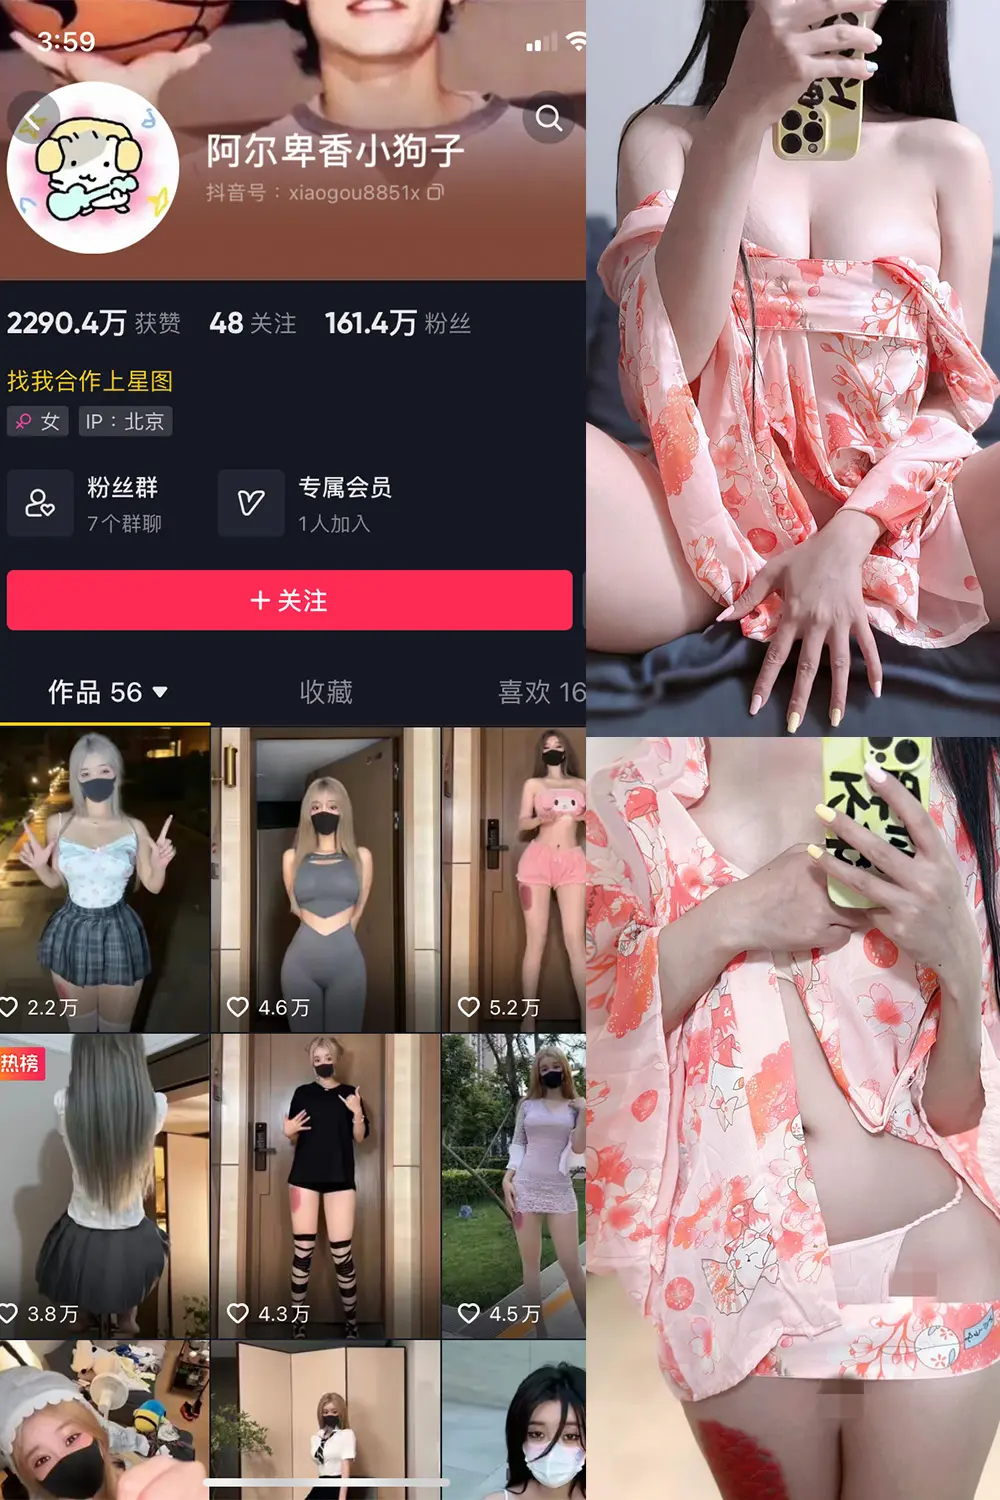 3:59
阿尔卑香小狗子
抖音号：xiaogou8851x
2290.4万 获赞 48 关注 161.4万 粉丝
找我合作上星图
女 IP：北京
粉丝群
7个群聊
专属会员
1人加入
+ 关注
作品 56 收藏 喜欢 16
2.2万 4.6万 5.2万
热榜
3.8万 4.3万 4.5万